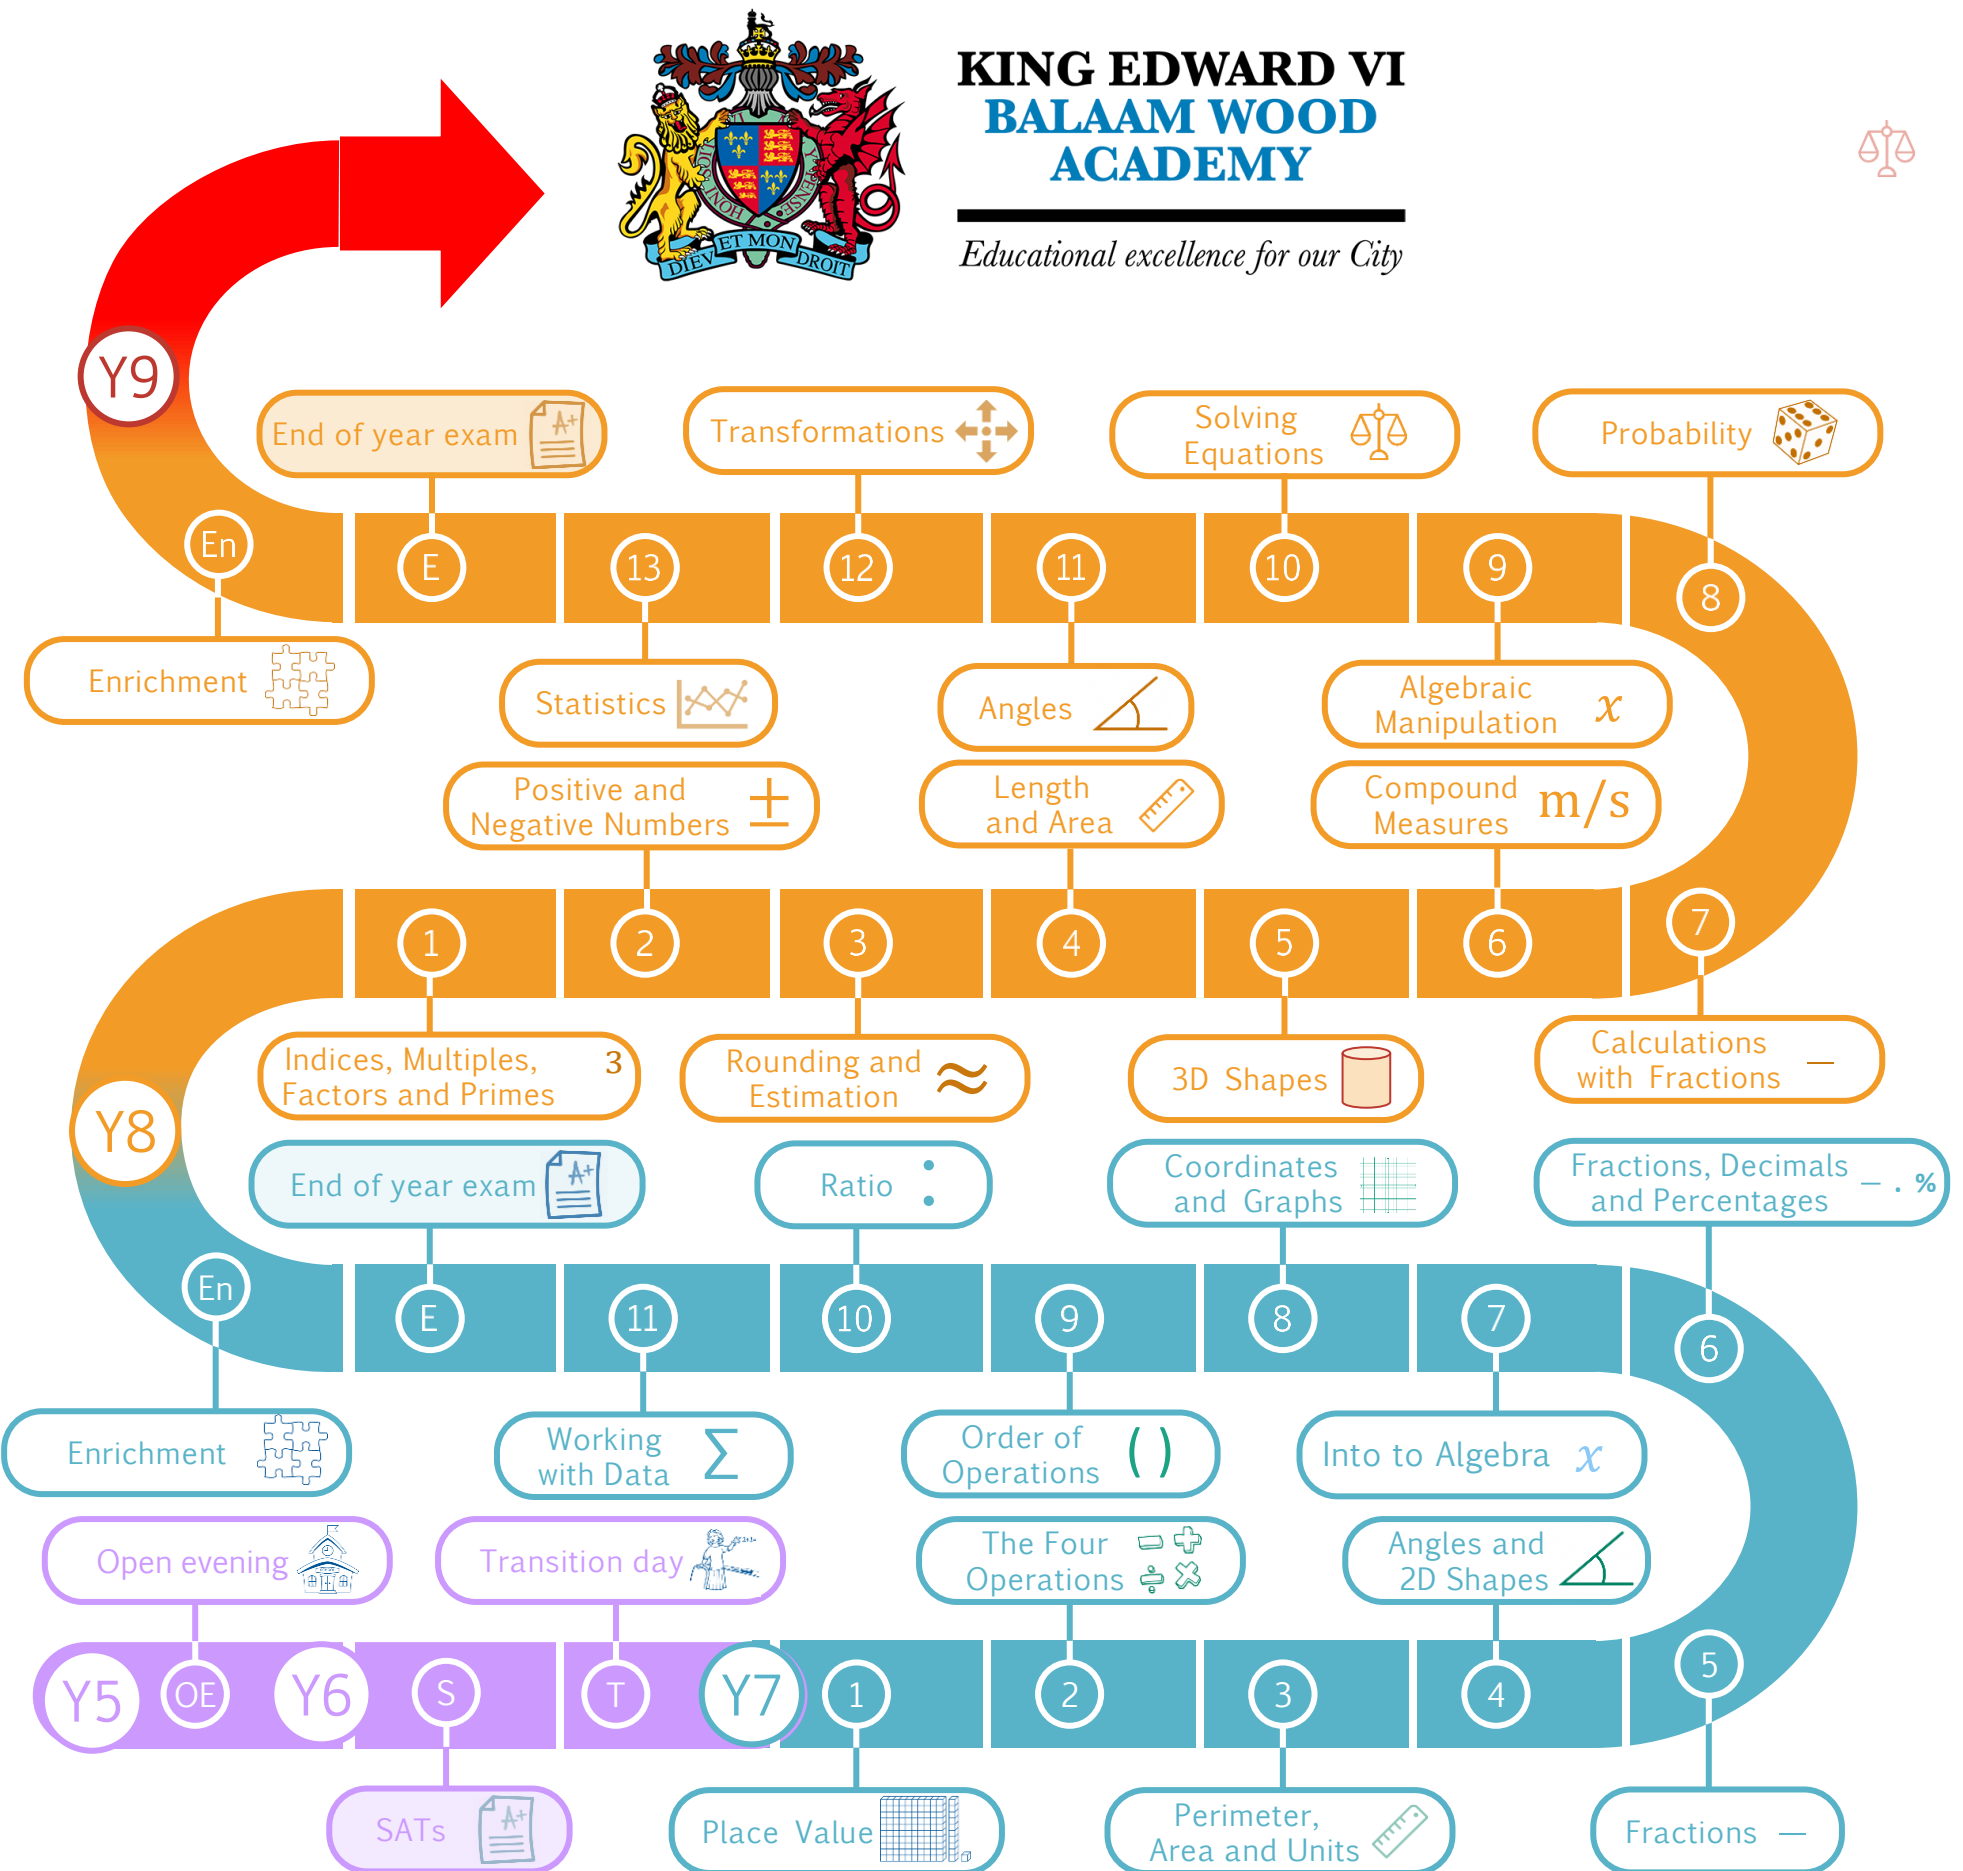 KING EDWARD VI
BALAAM WOOD
ACADEMY
Educational excellence for our City
HONI SOIT
Y PENSE
DIEV
ET MON
DROIT
Y9
End of year exam
A+
Transformations
Solving
Equations
Probability
En
E
13
12
11
10
9
8
Enrichment
Statistics
Angles
Algebraic
Manipulation
x
Positive and
Negative Numbers
±
Length
and Area
Compound
Measures
m/s
1
2
3
4
5
6
7
Indices, Multiples,
Factors and Primes
3
Rounding and
Estimation
≈
3D Shapes
Calculations
with Fractions
—
Y8
End of year exam
A+
Ratio
:
Coordinates
and Graphs
Fractions, Decimals
and Percentages
– . %
En
E
11
10
9
8
7
6
Enrichment
Working
with Data
Σ
Order of
Operations
( )
Into to Algebra
x
Open evening
Transition day
The Four
Operations
Angles and
2D Shapes
Y5
OE
Y6
S
T
Y7
1
2
3
4
5
SATs
A+
Place Value
Perimeter,
Area and Units
Fractions
—